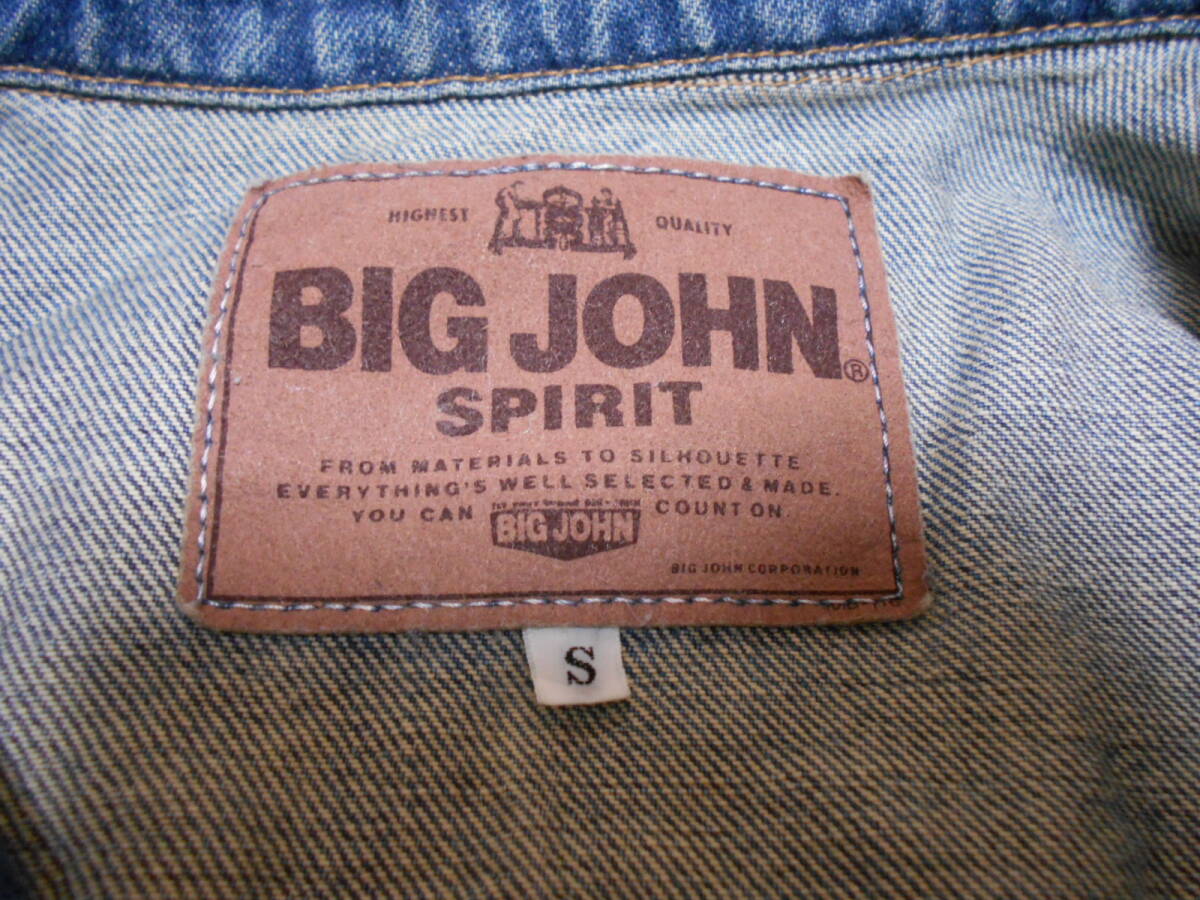 HIGHEST QUALITY
BIG JOHN®
SPIRIT
FROM MATERIALS TO SILHOUETTE
EVERYTHING'S WELL SELECTED & MADE.
YOU CAN BIG JOHN COUNT ON.
BIG JOHN CORPORATION
S